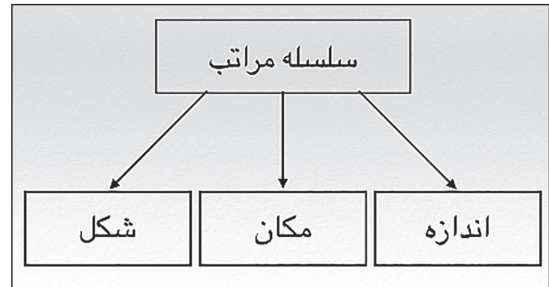 سلسله مراتب
اندازه
مکان
شکل